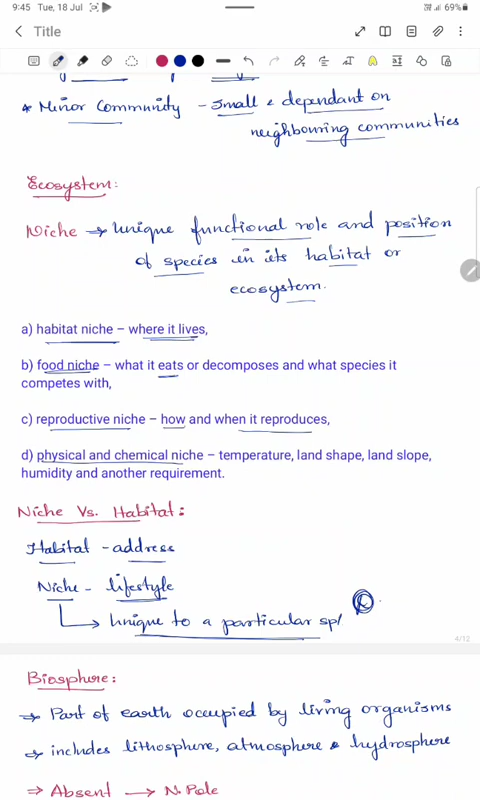 9:45 Tue, 18 Jul
69%
Title
* Minor Community - Small & dependant on
neighbouring communities
Ecosystem:
Niche → Unique functional role and position
of species in its habitat or
ecosystem.
a) habitat niche – where it lives,
b) food niche – what it eats or decomposes and what species it
competes with,
c) reproductive niche – how and when it reproduces,
d) physical and chemical niche – temperature, land shape, land slope,
humidity and another requirement.
Niche Vs. Habitat:
Habital - address
Niche - lifestyle
→ Unique to a particular sp/
4/12
Biosphere:
→ Part of earth occupied by living organisms
→ includes lithosphere, atmosphere & hydrosphere
⇒ Absent → N. Pole